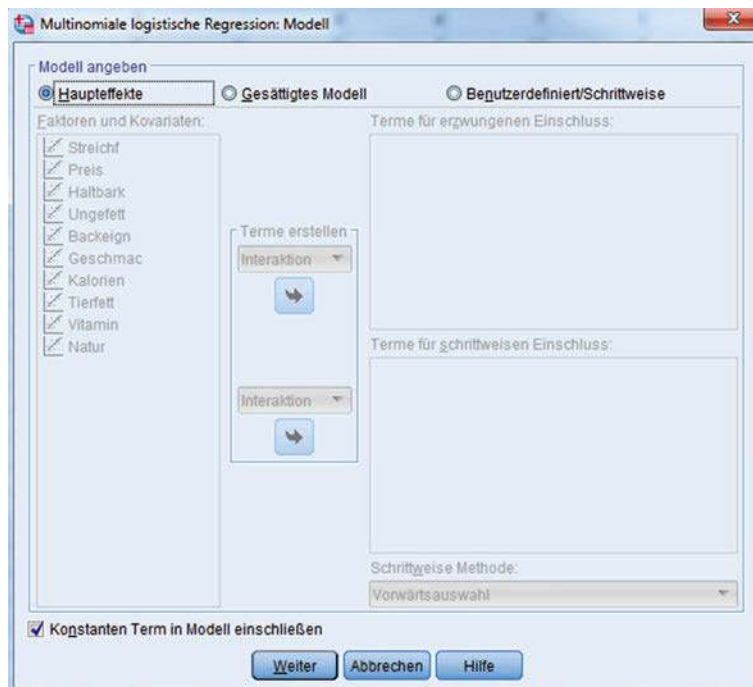 Multinomiale logistische Regression: Modell
Modell angeben
Haupteffekte Gesättigtes Modell Benutzerdefiniert/Schrittweise
Faktoren und Kovariaten:
Streichf
Preis
Haltbark
Ungefett
Backeign
Geschmac
Kalorien
Tierfett
Vitamin
Natur
Terme erstellen
Interaktion
Interaktion
Terme für erzwungenen Einschluss:
Terme für schrittweisen Einschluss:
Schrittweise Methode:
Vorwärtsauswahl
Konstanten Term in Modell einschließen
Weiter Abbrechen Hilfe